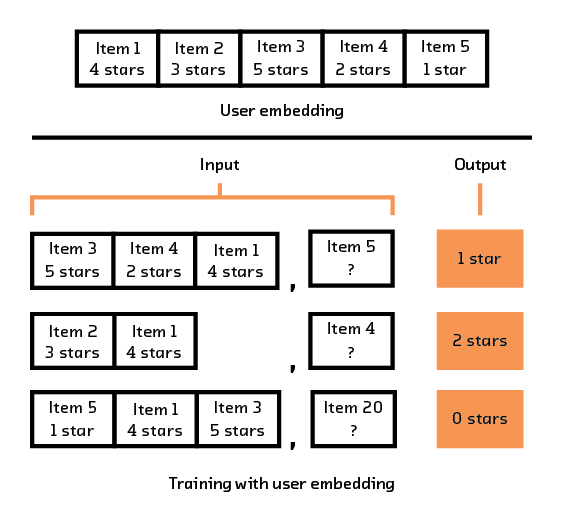 Item 1 Item 2 Item 3 Item 4 Item 5
4 stars 3 stars 5 stars 2 stars 1 star
User embedding
Input Output
Item 3 Item 4 Item 1 Item 5
5 stars 2 stars 4 stars , ? 1 star
Item 2 Item 1 Item 4
3 stars 4 stars , ? 2 stars
Item 5 Item 1 Item 3 Item 20
1 star 4 stars 5 stars , ? 0 stars
Training with user embedding